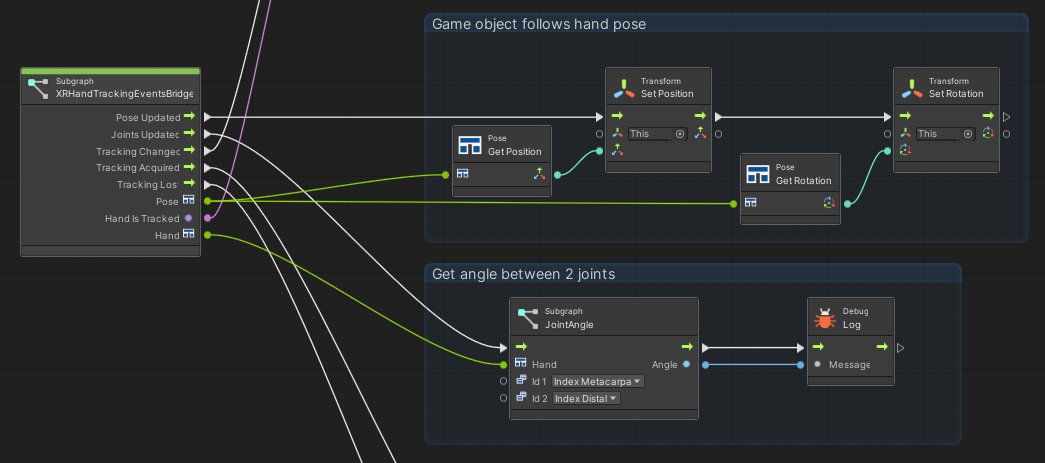 Game object follows hand pose
Subgraph
XRHandTrackingEventsBridge
Pose Updated
Joints Updated
Tracking Changed
Tracking Acquired
Tracking Los
Pose
Hand Is Tracked
Hand
Transform
Set Position
This
Pose
Get Position
Transform
Set Rotation
This
Pose
Get Rotation
Get angle between 2 joints
Subgraph
JointAngle
Hand Angle
Id 1 Index Metacarpa
Id 2 Index Distal
Debug
Log
Message